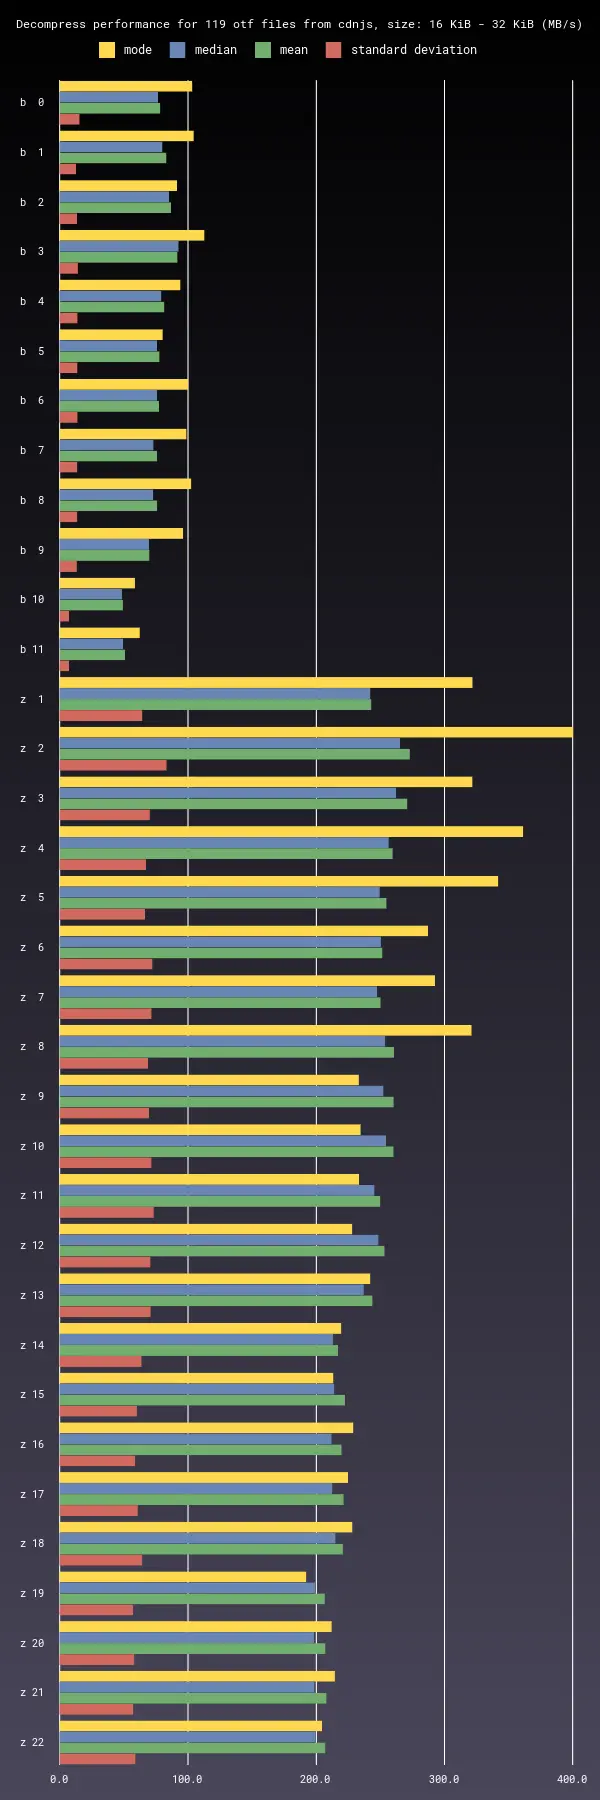 Decompress performance for 119 otf files from cdnjs, size: 16 KiB - 32 KiB (MB/s)
mode median mean standard deviation
b 0
b 1
b 2
b 3
b 4
b 5
b 6
b 7
b 8
b 9
b 10
b 11
z 1
z 2
z 3
z 4
z 5
z 6
z 7
z 8
z 9
z 10
z 11
z 12
z 13
z 14
z 15
z 16
z 17
z 18
z 19
z 20
z 21
z 22
0.0 100.0 200.0 300.0 400.0